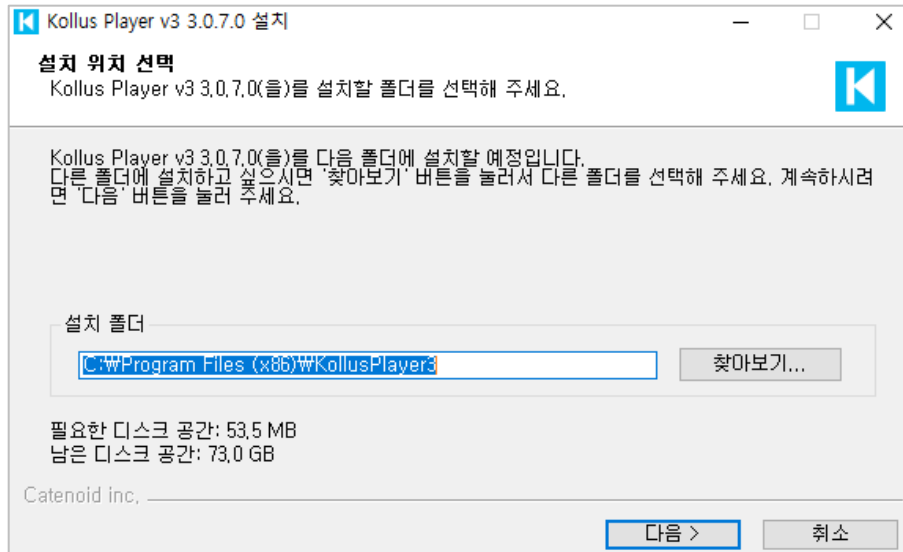 Kollus Player v3 3.0.7.0 설치
설치 위치 선택
Kollus Player v3 3.0.7.0(을)를 설치할 폴더를 선택해 주세요.
Kollus Player v3 3.0.7.0(을)를 다음 폴더에 설치할 예정입니다.
다른 폴더에 설치하고 싶으시면 '찾아보기' 버튼을 눌러서 다른 폴더를 선택해 주세요. 계속하시려
면 '다음' 버튼을 눌러 주세요.
설치 폴더
C:₩Program Files (x86)₩KollusPlayer3
찾아보기...
필요한 디스크 공간: 53.5 MB
남은 디스크 공간: 73.0 GB
Catenoid inc.
다음 >
취소